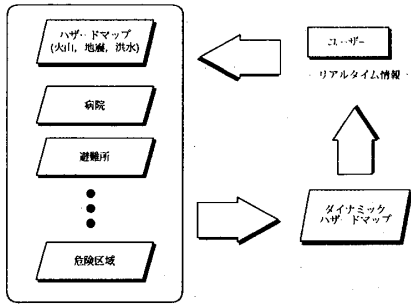 ハザードマップ
(火山, 地震, 洪水)
病院
避難所
危険区域
ユーザー
リアルタイム情報
ダイナミック
ハザードマップ